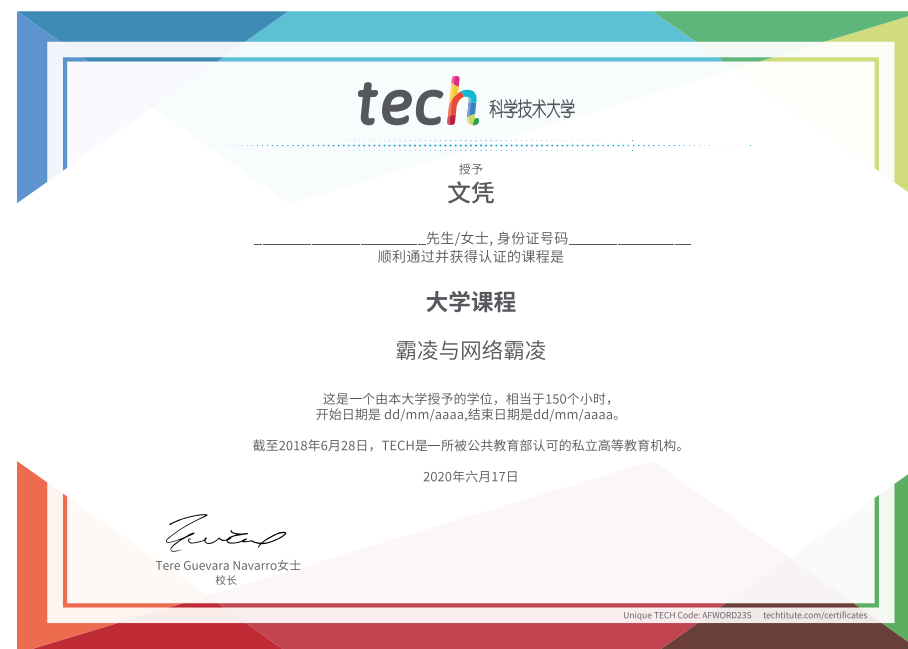 tech 科学技术大学
授予
文凭
_______________________先生/女士, 身份证号码________________
顺利通过并获得认证的课程是
大学课程
霸凌与网络霸凌
这是一个由本大学授予的学位，相当于150个小时，
开始日期是 dd/mm/aaaa,结束日期是dd/mm/aaaa。
截至2018年6月28日，TECH是一所被公共教育部认可的私立高等教育机构。
2020年六月17日
Tere Guevara Navarro女士
校长
Unique TECH Code: AFWORD23S techtitute.com/certificates